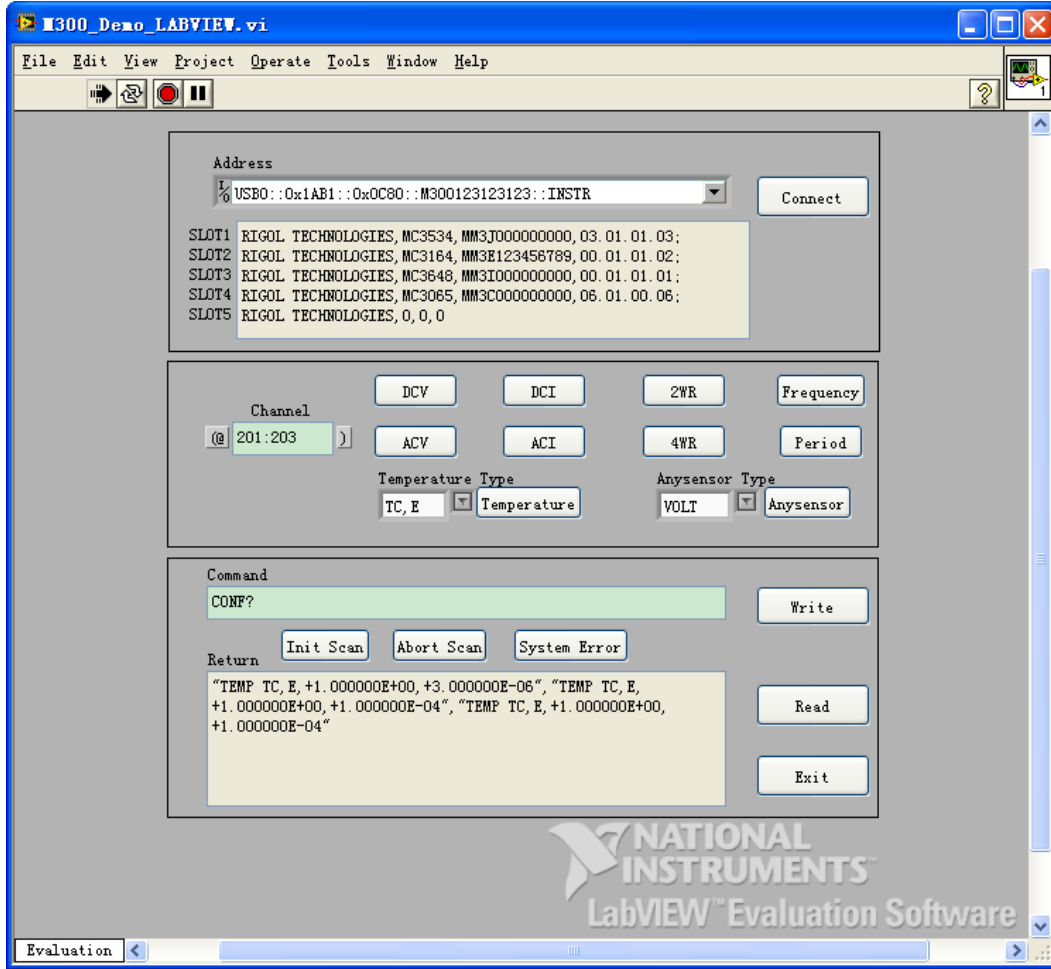 M300_Demo_LABVIEW.vi
File Edit View Project Operate Tools Window Help
?
1
Address
I/O USB0::0x1AB1::0x0C80::M300123123123::INSTR
Connect
SLOT1 RIGOL TECHNOLOGIES,MC3534,MM3J000000000,03.01.01.03;
SLOT2 RIGOL TECHNOLOGIES,MC3164,MM3E123456789,00.01.01.02;
SLOT3 RIGOL TECHNOLOGIES,MC3648,MM3I000000000,00.01.01.01;
SLOT4 RIGOL TECHNOLOGIES,MC3065,MM3C000000000,06.01.00.06;
SLOT5 RIGOL TECHNOLOGIES,0,0,0
DCV DCI 2WR Frequency
Channel
(@ 201:203 ) ACV ACI 4WR Period
Temperature Type Anysensor Type
TC,E Temperature VOLT Anysensor
Command
CONF?
Write
Init Scan Abort Scan System Error
Return
"TEMP TC,E,+1.000000E+00,+3.000000E-06","TEMP TC,E,
+1.000000E+00,+1.000000E-04","TEMP TC,E,+1.000000E+00,
+1.000000E-04"
Read
Exit
NATIONAL
INSTRUMENTS™
LabVIEW™ Evaluation Software
Evaluation